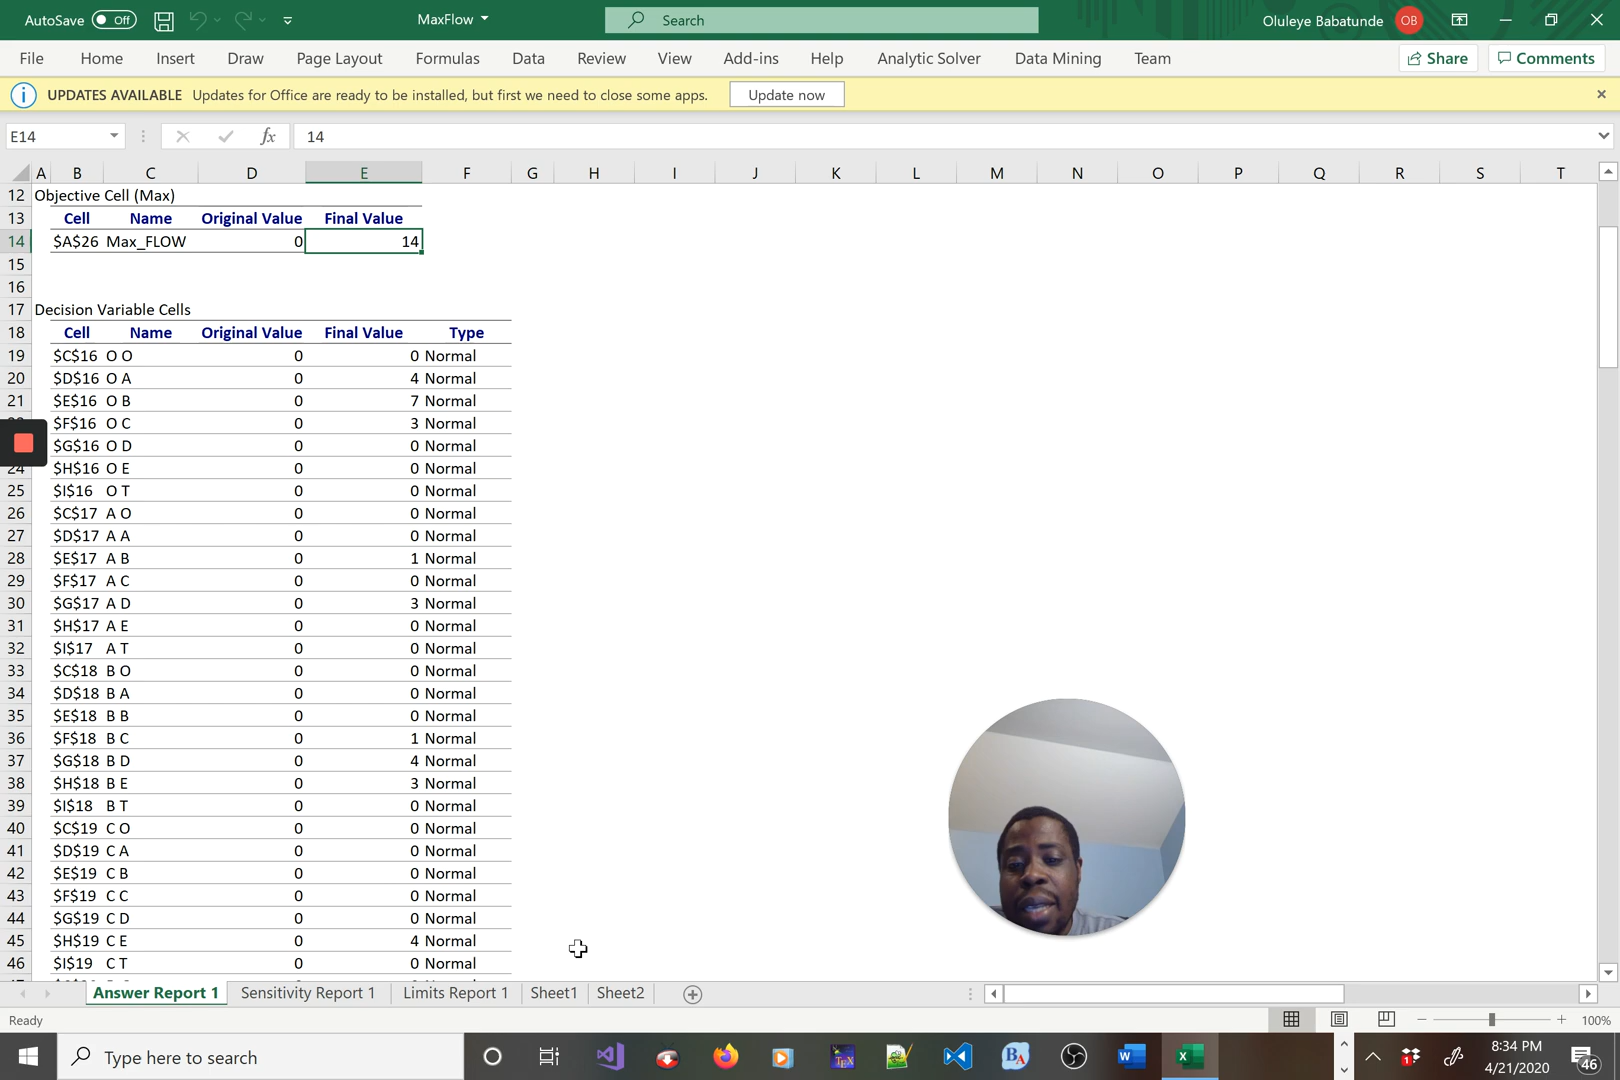 AutoSave Off MaxFlow Search Oluleye Babatunde OB
File Home Insert Draw Page Layout Formulas Data Review View Add-ins Help Analytic Solver Data Mining Team Share Comments
UPDATES AVAILABLE Updates for Office are ready to be installed, but first we need to close some apps. Update now
E14 fx 14
A B C D E F G H I J K L M N O P Q R S T
12 Objective Cell (Max)
13 Cell Name Original Value Final Value
14 $A$26 Max_FLOW 0 14
15
16
17 Decision Variable Cells
18 Cell Name Original Value Final Value Type
19 $C$16 O O 0 0 Normal
20 $D$16 O A 0 4 Normal
21 $E$16 O B 0 7 Normal
$F$16 O C 0 3 Normal
$G$16 O D 0 0 Normal
24 $H$16 O E 0 0 Normal
25 $I$16 O T 0 0 Normal
26 $C$17 A O 0 0 Normal
27 $D$17 A A 0 0 Normal
28 $E$17 A B 0 1 Normal
29 $F$17 A C 0 0 Normal
30 $G$17 A D 0 3 Normal
31 $H$17 A E 0 0 Normal
32 $I$17 A T 0 0 Normal
33 $C$18 B O 0 0 Normal
34 $D$18 B A 0 0 Normal
35 $E$18 B B 0 0 Normal
36 $F$18 B C 0 1 Normal
37 $G$18 B D 0 4 Normal
38 $H$18 B E 0 3 Normal
39 $I$18 B T 0 0 Normal
40 $C$19 C O 0 0 Normal
41 $D$19 C A 0 0 Normal
42 $E$19 C B 0 0 Normal
43 $F$19 C C 0 0 Normal
44 $G$19 C D 0 0 Normal
45 $H$19 C E 0 4 Normal
46 $I$19 C T 0 0 Normal
Answer Report 1 Sensitivity Report 1 Limits Report 1 Sheet1 Sheet2
Ready 100%
Type here to search 8:34 PM
4/21/2020 46